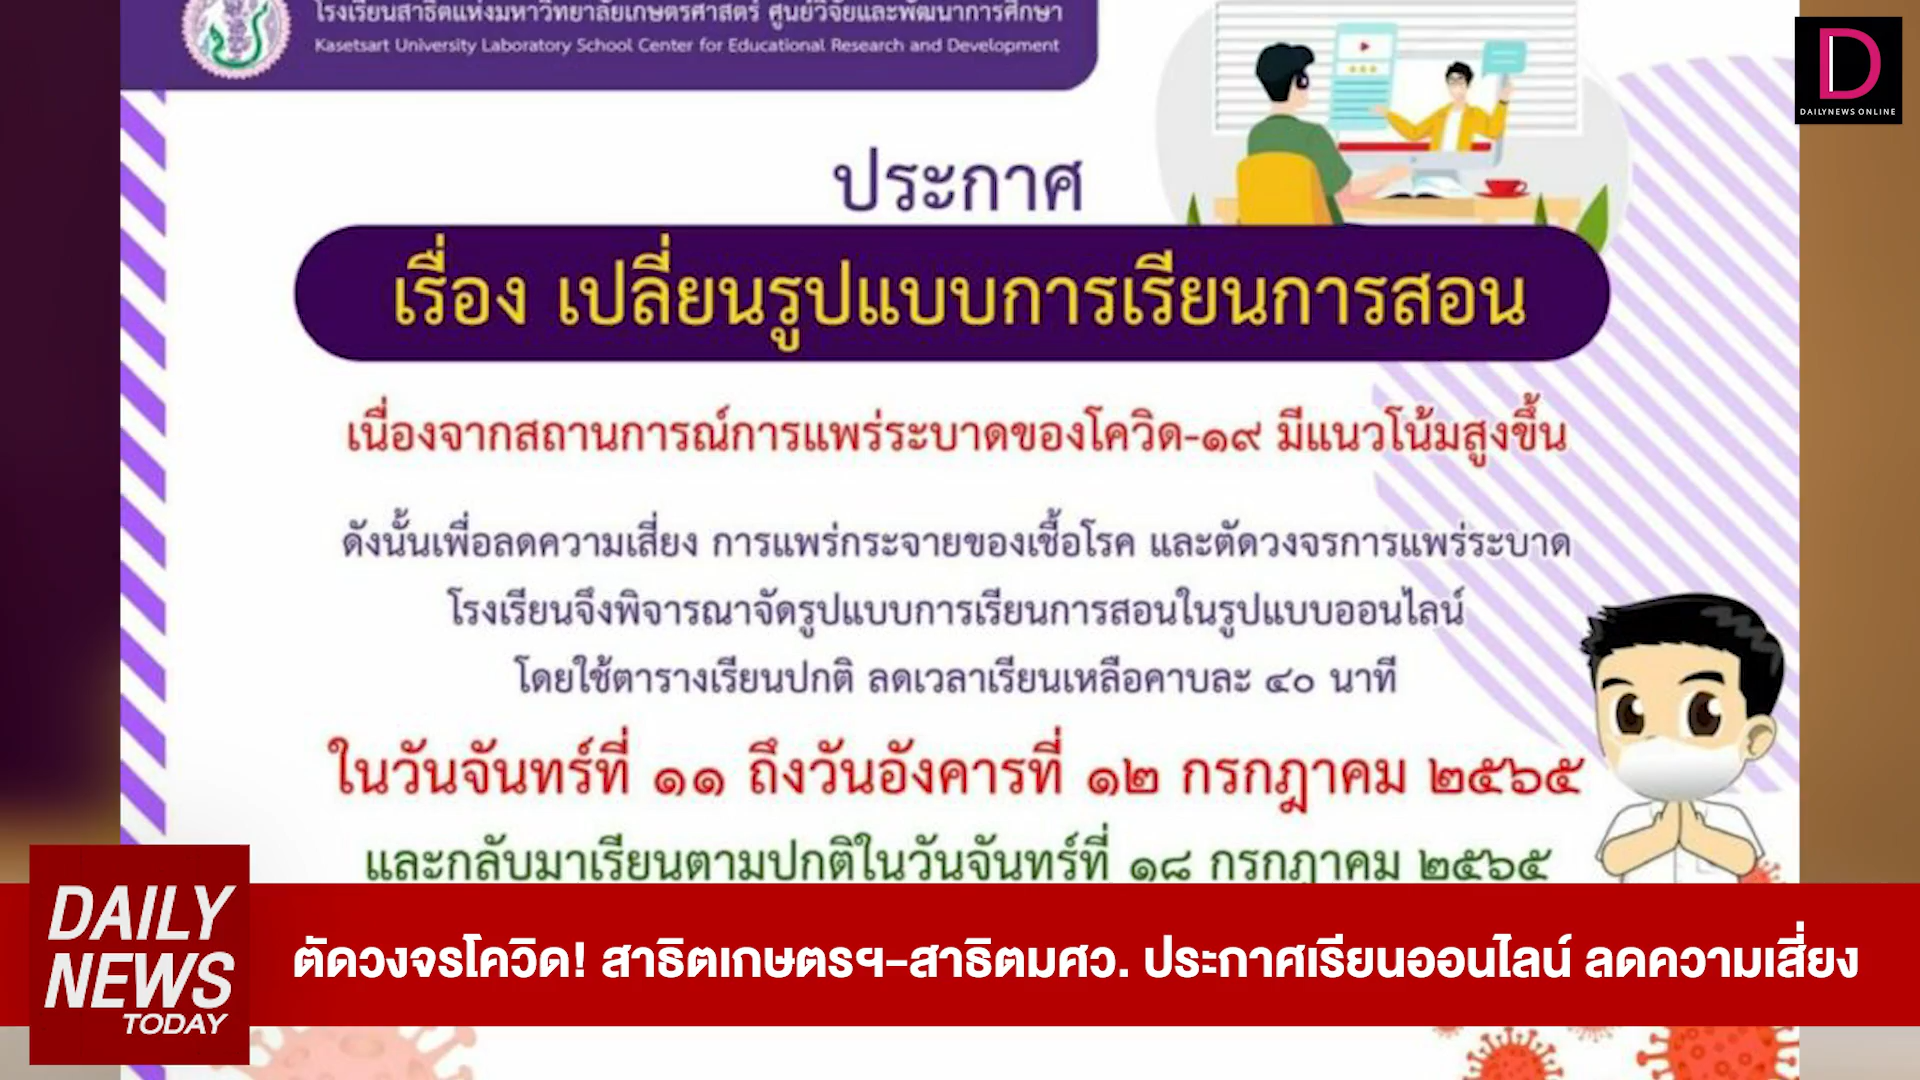 โรงเรียนสาธิตแห่งมหาวิทยาลัยเกษตรศาสตร์ ศูนย์วิจัยและพัฒนาการศึกษา
Kasetsart University Laboratory School Center for Educational Research and Development
D
DAILYNEWS ONLINE
ประกาศ
เรื่อง เปลี่ยนรูปแบบการเรียนการสอน
เนื่องจากสถานการณ์การแพร่ระบาดของโควิด-๑๙ มีแนวโน้มสูงขึ้น
ดังนั้นเพื่อลดความเสี่ยง การแพร่กระจายของเชื้อโรค และตัดวงจรการแพร่ระบาด
โรงเรียนจึงพิจารณาจัดรูปแบบการเรียนการสอนในรูปแบบออนไลน์
โดยใช้ตารางเรียนปกติ ลดเวลาเรียนเหลือคาบละ ๔๐ นาที
ในวันจันทร์ที่ ๑๑ ถึงวันอังคารที่ ๑๒ กรกฎาคม ๒๕๖๕
และกลับมาเรียนตามปกติในวันจันทร์ที่ ๑๘ กรกฎาคม ๒๕๖๕
DAILY
NEWS
TODAY
ตัดวงจรโควิด! สาธิตเกษตรฯ-สาธิตมศว. ประกาศเรียนออนไลน์ ลดความเสี่ยง